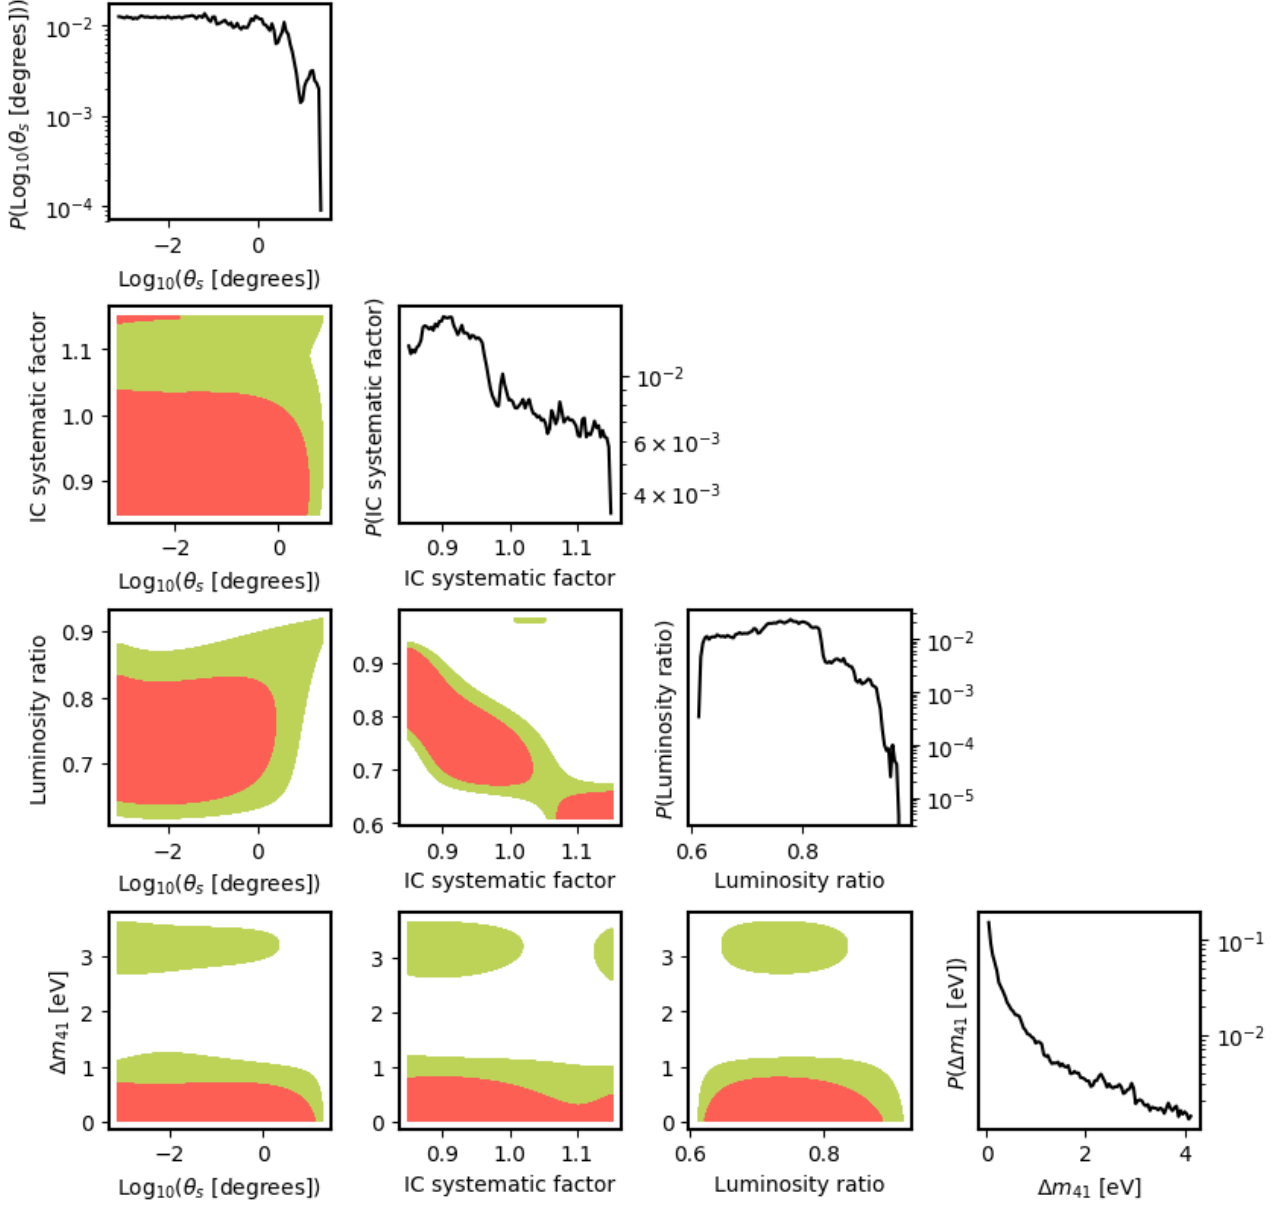 P(Log₁₀(θₛ [degrees]))
10⁻²
10⁻³
10⁻⁴
−2 0
Log₁₀(θₛ [degrees])
IC systematic factor
1.1
1.0
0.9
−2 0
Log₁₀(θₛ [degrees])
P(IC systematic factor)
10⁻²
6 × 10⁻³
4 × 10⁻³
0.9 1.0 1.1
IC systematic factor
Luminosity ratio
0.9
0.8
0.7
−2 0
Log₁₀(θₛ [degrees])
0.9
0.8
0.7
0.6
0.9 1.0 1.1
IC systematic factor
P(Luminosity ratio)
10⁻²
10⁻³
10⁻⁴
10⁻⁵
0.6 0.8
Luminosity ratio
Δm₄₁ [eV]
3
2
1
0
−2 0
Log₁₀(θₛ [degrees])
3
2
1
0
0.9 1.0 1.1
IC systematic factor
3
2
1
0
0.6 0.8
Luminosity ratio
P(Δm₄₁ [eV])
10⁻¹
10⁻²
0 2 4
Δm₄₁ [eV]